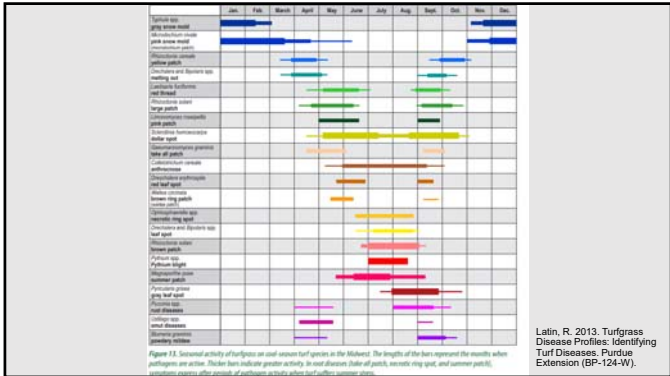 Jan. Feb. March April May June July Aug. Sept. Oct. Nov. Dec.
Typhula spp.
gray snow mold
Microdochium nivale
pink snow mold
(microdochium patch)
Rhizoctonia cerealis
yellow patch
Drechslera and Bipolaris spp.
melting out
Laetisaria fuciformis
red thread
Rhizoctonia solani
large patch
Limonomyces roseipellis
pink patch
Sclerotinia homoeocarpa
dollar spot
Gaeumannomyces graminis
take all patch
Colletotrichum cereale
anthracnose
Drechslera erythrospila
red leaf spot
Waitea circinata
brown ring patch
(waitea patch)
Ophiosphaerella spp.
necrotic ring spot
Drechslera and Bipolaris spp.
leaf spot
Rhizoctonia solani
brown patch
Pythium spp.
Pythium blight
Magnaporthe poae
summer patch
Pyricularia grisea
gray leaf spot
Puccinia spp.
rust diseases
Ustilago spp.
smut diseases
Blumeria graminis
powdery mildew
Figure 13. Seasonal activity of turfgrass on cool-season turf species in the Midwest. The lengths of the bars represent the months when
pathogens are active. Thicker bars indicate greater activity. In root diseases (take all patch, necrotic ring spot, and summer patch),
symptoms express after periods of pathogen activity when turf suffers summer stress.
Latin, R. 2013. Turfgrass
Disease Profiles: Identifying
Turf Diseases. Purdue
Extension (BP-124-W).